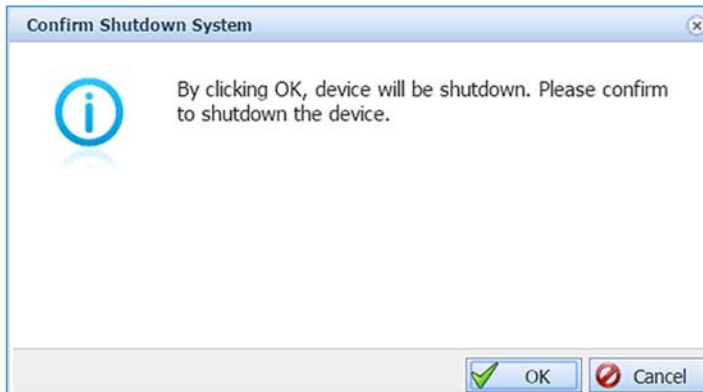 Confirm Shutdown System
By clicking OK, device will be shutdown. Please confirm
to shutdown the device.
OK Cancel